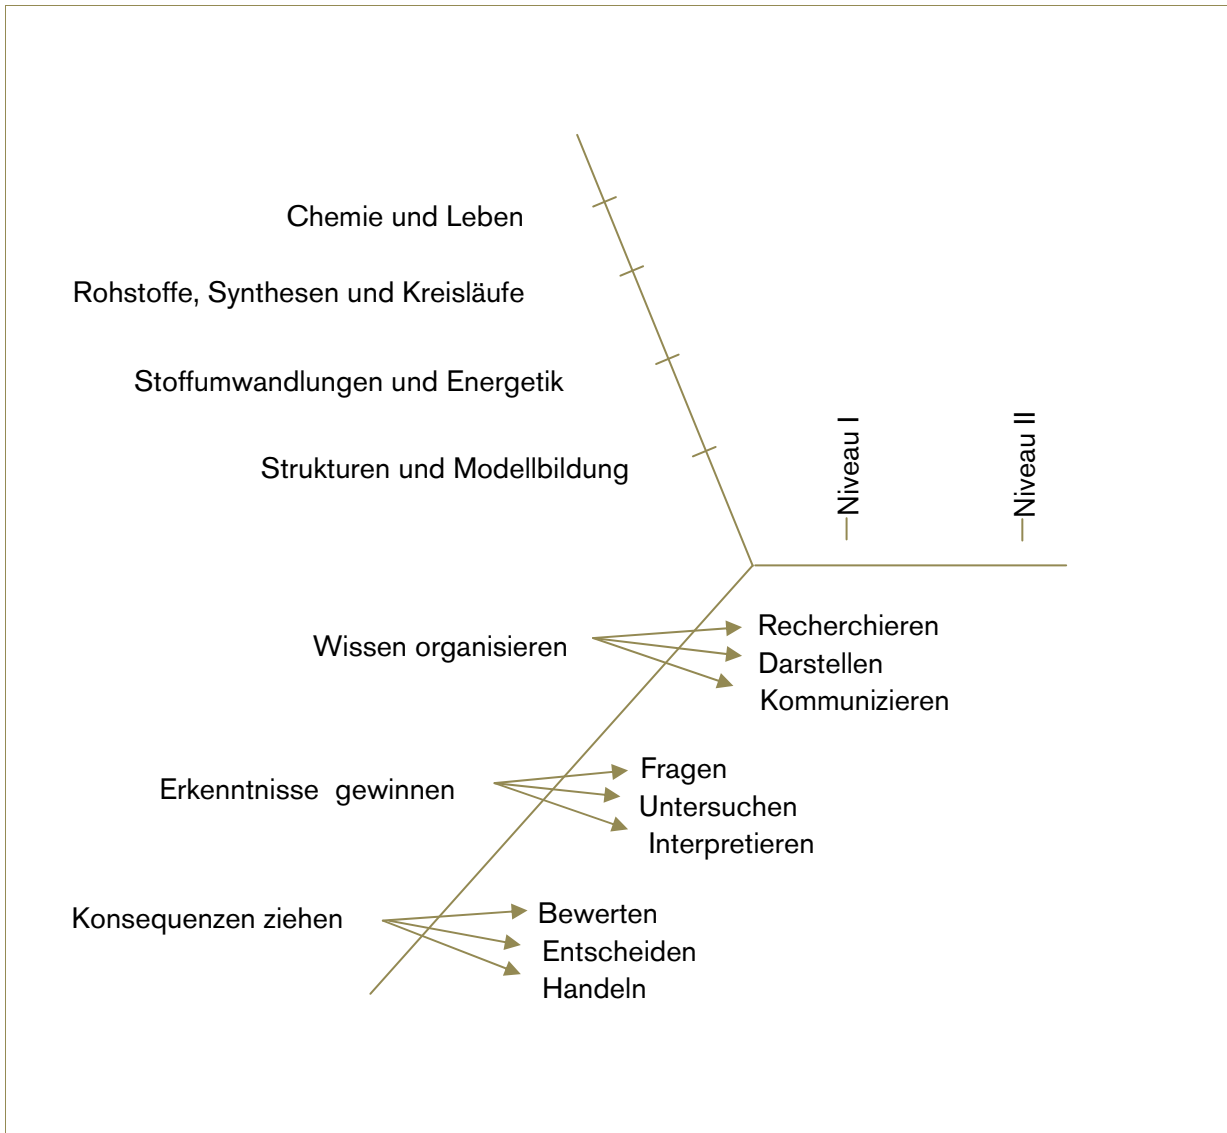 Chemie und Leben
Rohstoffe, Synthesen und Kreisläufe
Stoffumwandlungen und Energetik
Strukturen und Modellbildung
Niveau I
Niveau II
Wissen organisieren
Recherchieren
Darstellen
Kommunizieren
Erkenntnisse gewinnen
Fragen
Untersuchen
Interpretieren
Konsequenzen ziehen
Bewerten
Entscheiden
Handeln